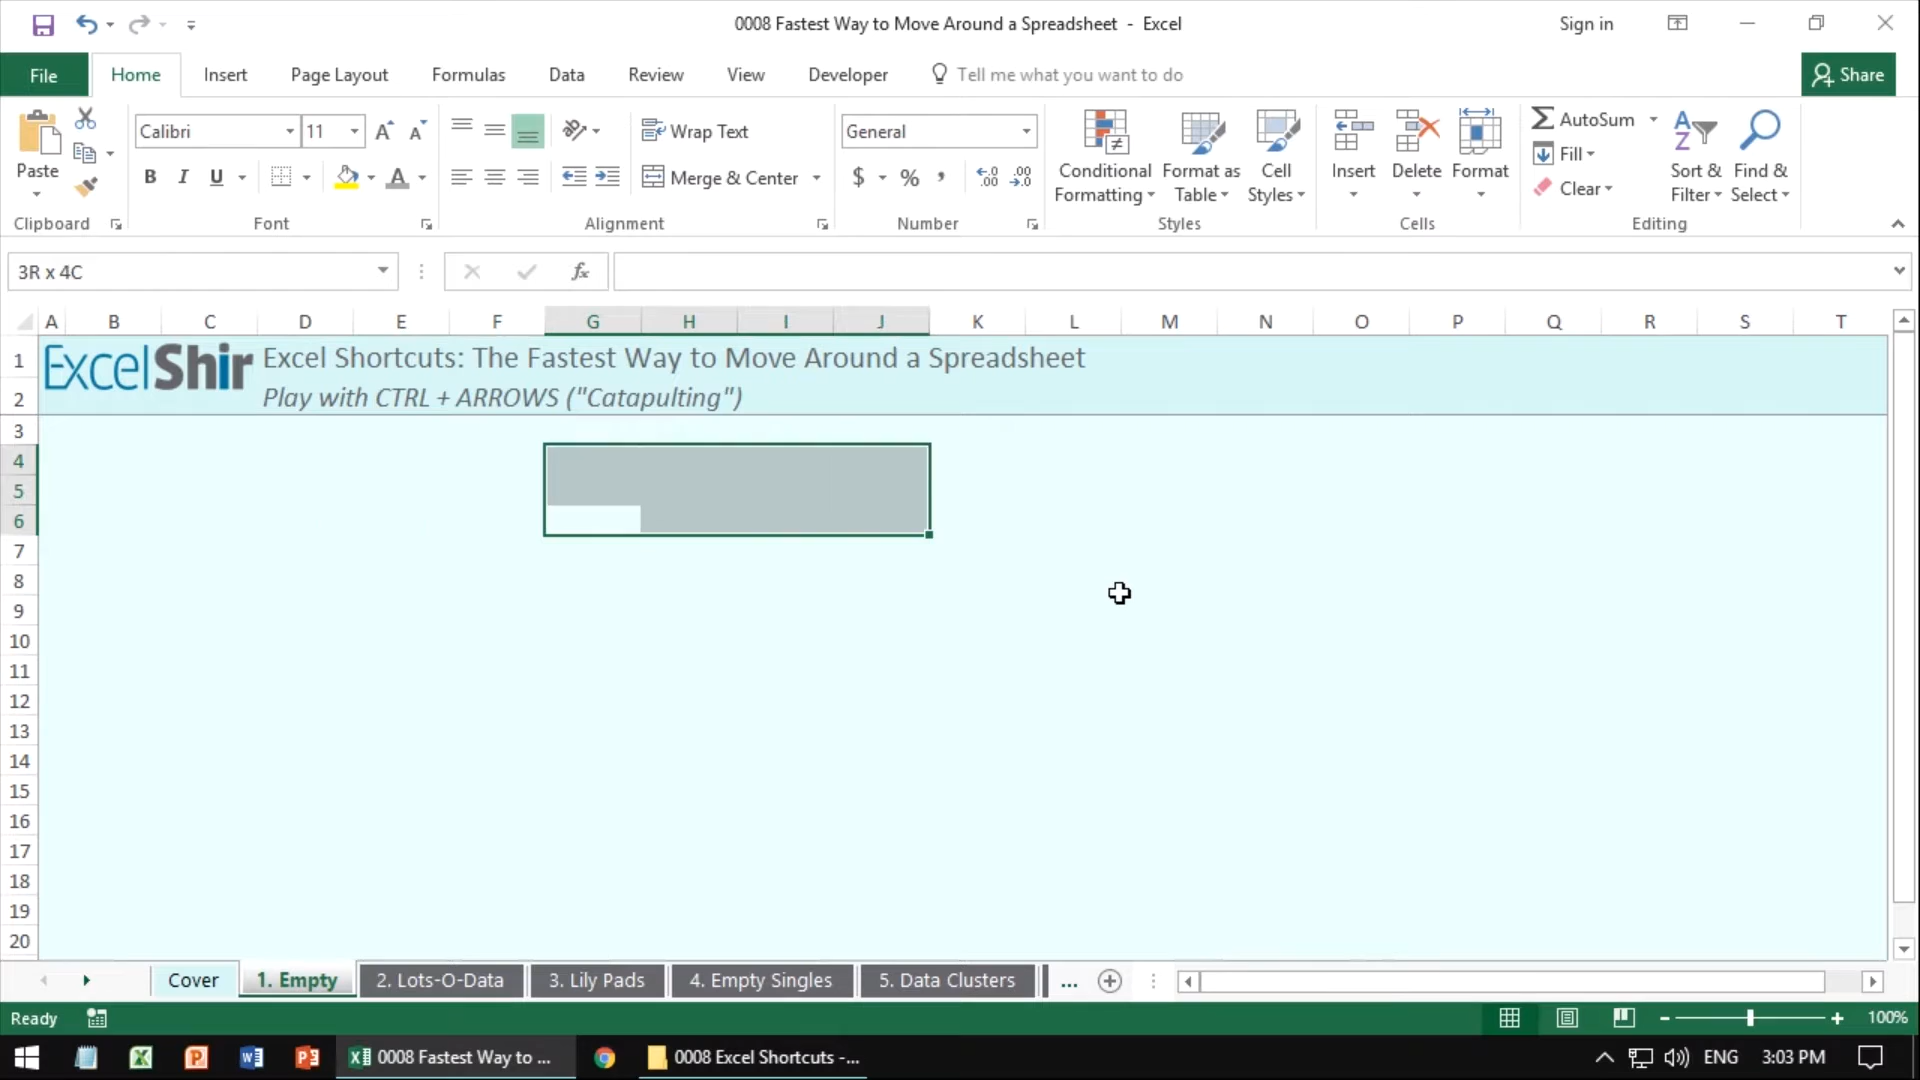 0008 Fastest Way to Move Around a Spreadsheet - Excel
Sign in
File Home Insert Page Layout Formulas Data Review View Developer Tell me what you want to do Share
Paste
Calibri 11
Wrap Text
General
Conditional Formatting
Format as Table
Cell Styles
Insert Delete Format
AutoSum
Fill
Clear
Sort & Filter
Find & Select
B I U
Merge & Center
$ % ,
Clipboard Font Alignment Number Styles Cells Editing
3R x 4C
fx
A B C D E F G H I J K L M N O P Q R S T
1
ExcelShir
Excel Shortcuts: The Fastest Way to Move Around a Spreadsheet
2
Play with CTRL + ARROWS ("Catapulting")
3
4
5
6
7
8
9
10
11
12
13
14
15
16
17
18
19
20
Cover 1. Empty 2. Lots-O-Data 3. Lily Pads 4. Empty Singles 5. Data Clusters ...
Ready
100%
0008 Fastest Way to ...
0008 Excel Shortcuts -...
ENG
3:03 PM